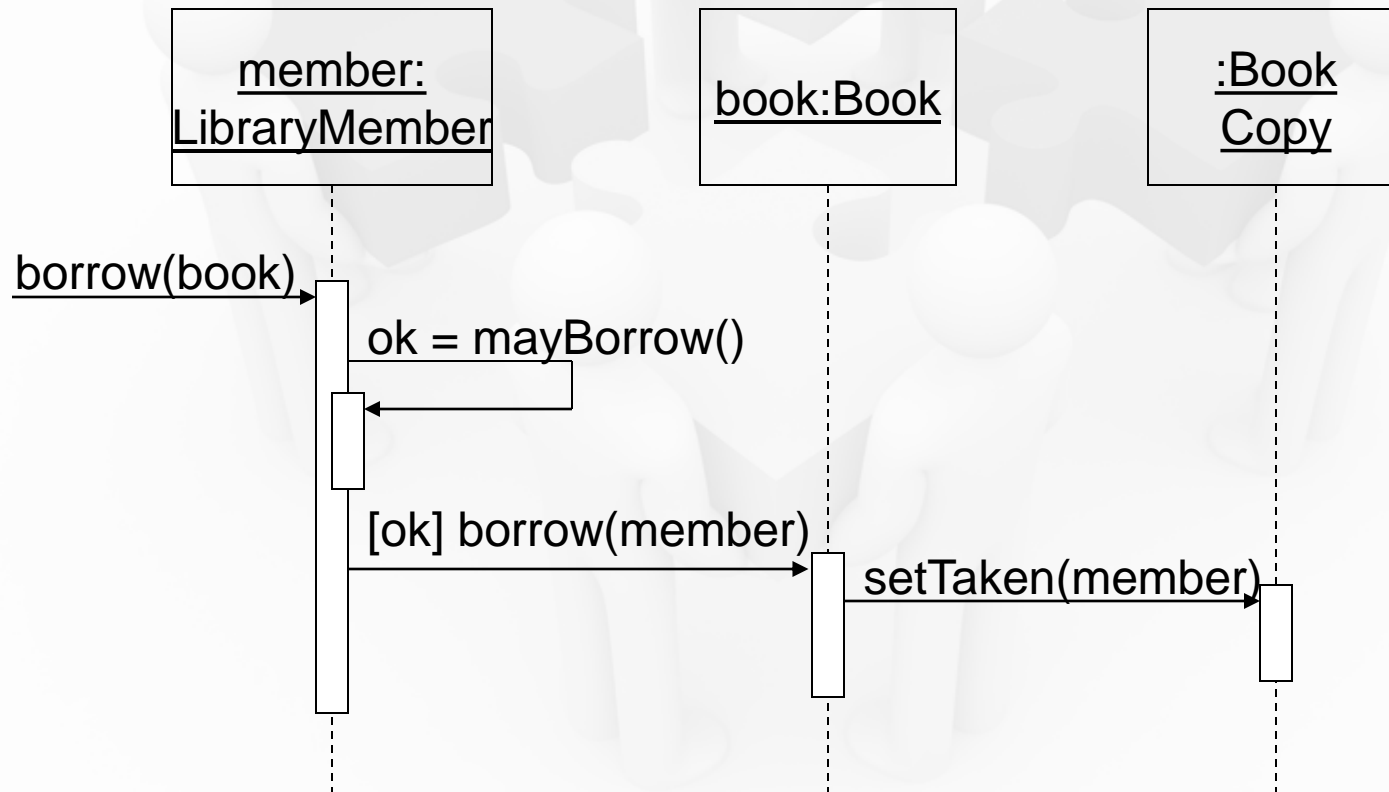 member:
LibraryMember
book:Book
:Book
Copy
borrow(book)
ok = mayBorrow()
[ok] borrow(member)
setTaken(member)